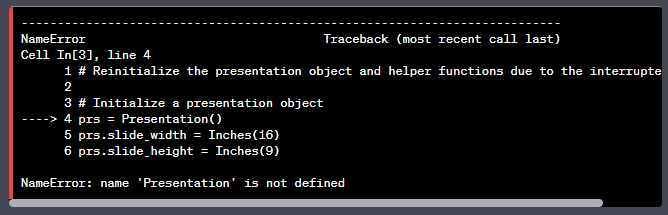 ---------------------------------------------------------------------------
NameError                                 Traceback (most recent call last)
Cell In[3], line 4
      1 # Reinitialize the presentation object and helper functions due to the interrupte
      2
      3 # Initialize a presentation object
----> 4 prs = Presentation()
      5 prs.slide_width = Inches(16)
      6 prs.slide_height = Inches(9)
NameError: name 'Presentation' is not defined